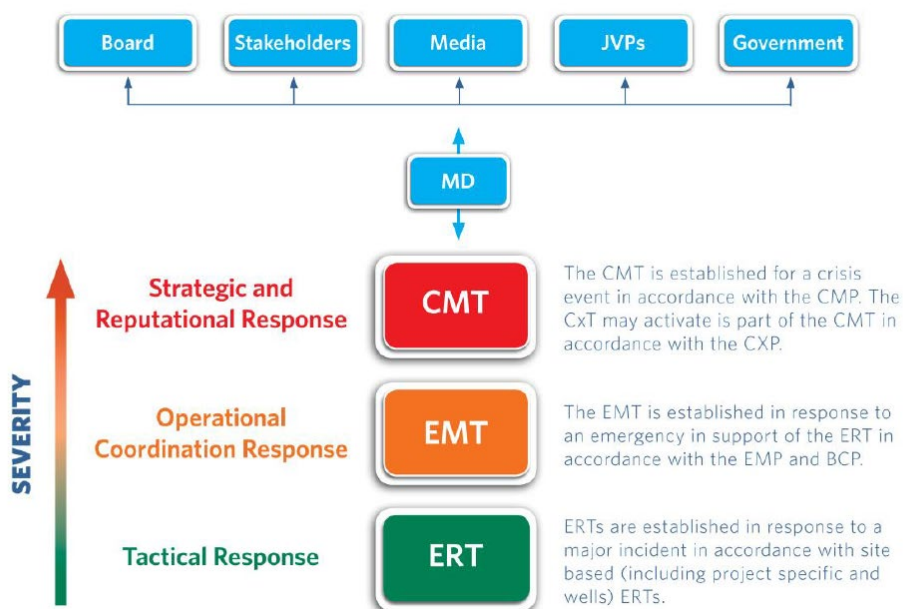 Board
Stakeholders
Media
JVPs
Government
MD
SEVERITY
Strategic and
Reputational Response
CMT
The CMT is established for a crisis
event in accordance with the CMP. The
CxT may activate is part of the CMT in
accordance with the CXP.
Operational
Coordination Response
EMT
The EMT is established in response to
an emergency in support of the ERT in
accordance with the EMP and BCP.
Tactical Response
ERT
ERTs are established in response to a
major incident in accordance with site
based (including project specific and
wells) ERTs.